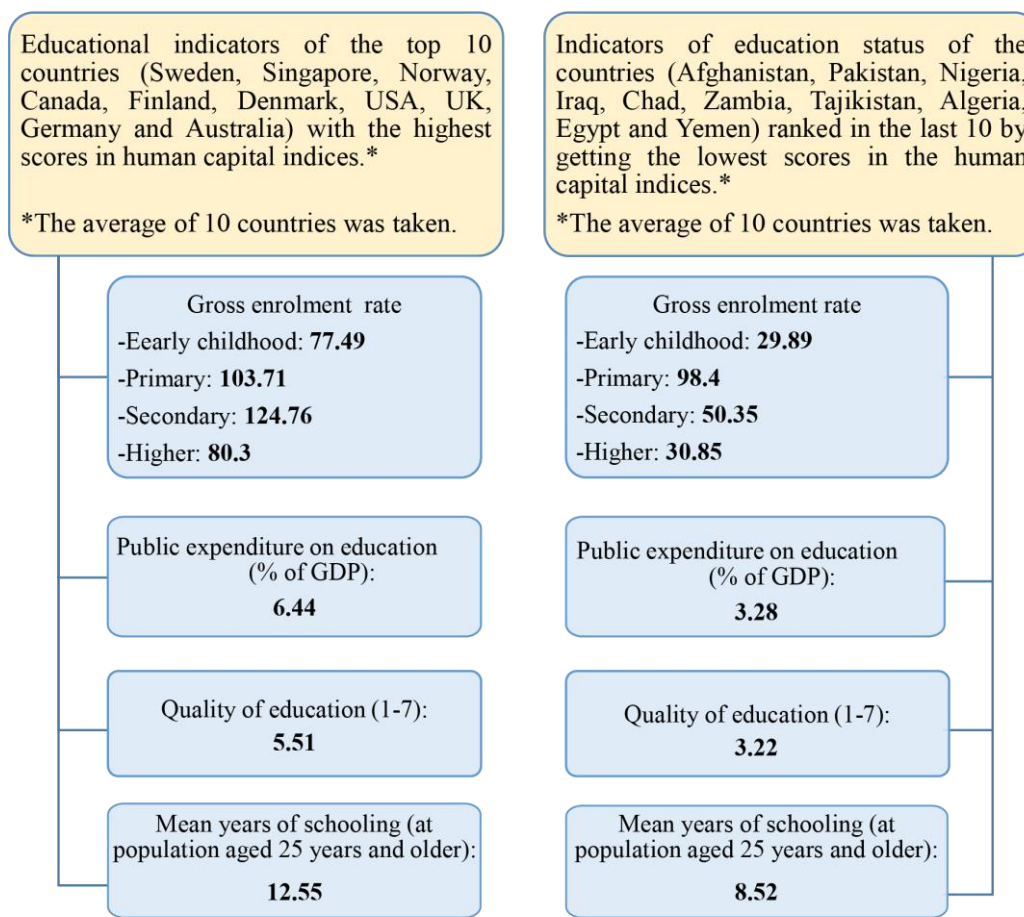 Educational indicators of the top 10
countries (Sweden, Singapore, Norway,
Canada, Finland, Denmark, USA, UK,
Germany and Australia) with the highest
scores in human capital indices.*
*The average of 10 countries was taken.
Gross enrolment rate
-Eearly childhood: 77.49
-Primary: 103.71
-Secondary: 124.76
-Higher: 80.3
Public expenditure on education
(% of GDP):
6.44
Quality of education (1-7):
5.51
Mean years of schooling (at
population aged 25 years and older):
12.55
Indicators of education status of the
countries (Afghanistan, Pakistan, Nigeria,
Iraq, Chad, Zambia, Tajikistan, Algeria,
Egypt and Yemen) ranked in the last 10 by
getting the lowest scores in the human
capital indices.*
*The average of 10 countries was taken.
Gross enrolment rate
-Early childhood: 29.89
-Primary: 98.4
-Secondary: 50.35
-Higher: 30.85
Public expenditure on education
(% of GDP):
3.28
Quality of education (1-7):
3.22
Mean years of schooling (at
population aged 25 years and older):
8.52